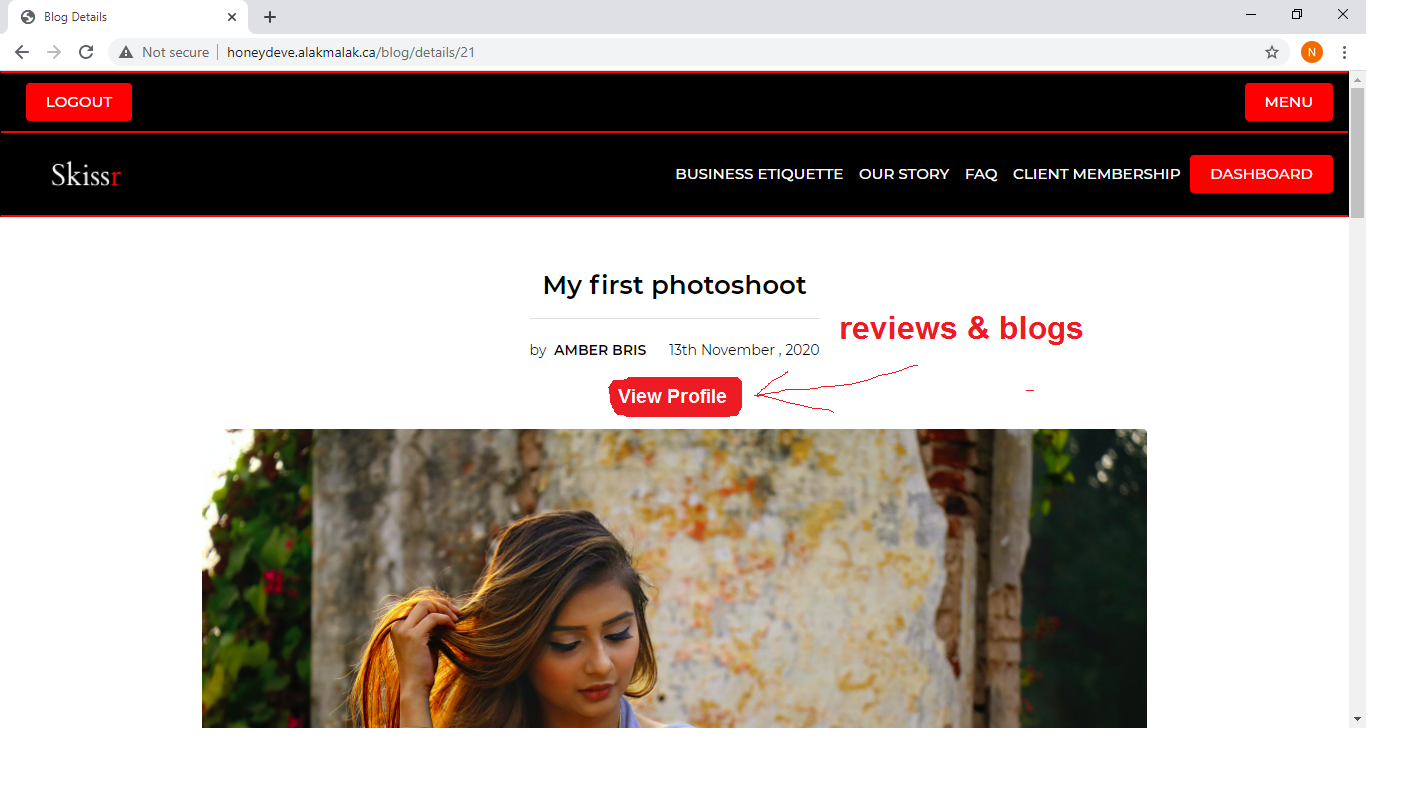 Blog Details
Not secure honeydeve.alakmalak.ca/blog/details/21
N
LOGOUT MENU
Skissr BUSINESS ETIQUETTE OUR STORY FAQ CLIENT MEMBERSHIP DASHBOARD
My first photoshoot
reviews & blogs
by AMBER BRIS 13th November , 2020
View Profile